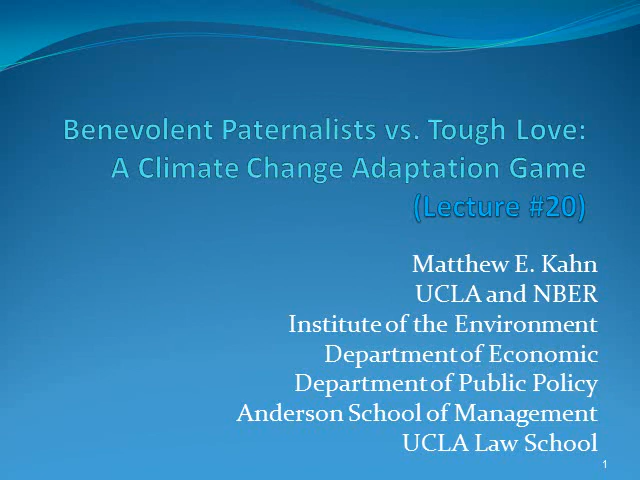 Benevolent Paternalists vs. Tough Love:
A Climate Change Adaptation Game
(Lecture #20)
Matthew E. Kahn
UCLA and NBER
Institute of the Environment
Department of Economic
Department of Public Policy
Anderson School of Management
UCLA Law School
1